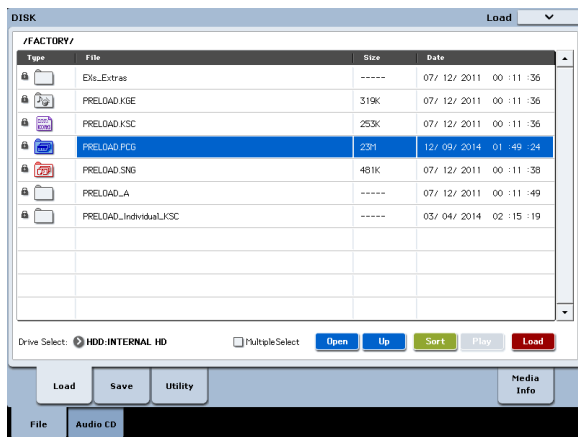 DISK Load
/FACTORY/
Type File Size Date
EXs_Extras ----- 07/ 12/ 2011 00 :11 :36
PRELOAD.KGE 319K 07/ 12/ 2011 00 :11 :36
PRELOAD.KSC 253K 07/ 12/ 2011 00 :11 :36
PRELOAD.PCG 23M 12/ 09/ 2014 01 :49 :24
PRELOAD.SNG 481K 07/ 12/ 2011 00 :11 :38
PRELOAD_A ----- 07/ 12/ 2011 00 :11 :49
PRELOAD_Individual_KSC ----- 03/ 04/ 2014 02 :15 :19
Drive Select: HDD:INTERNAL HD Multiple Select Open Up Sort Play Load
Load Save Utility Media Info
File Audio CD